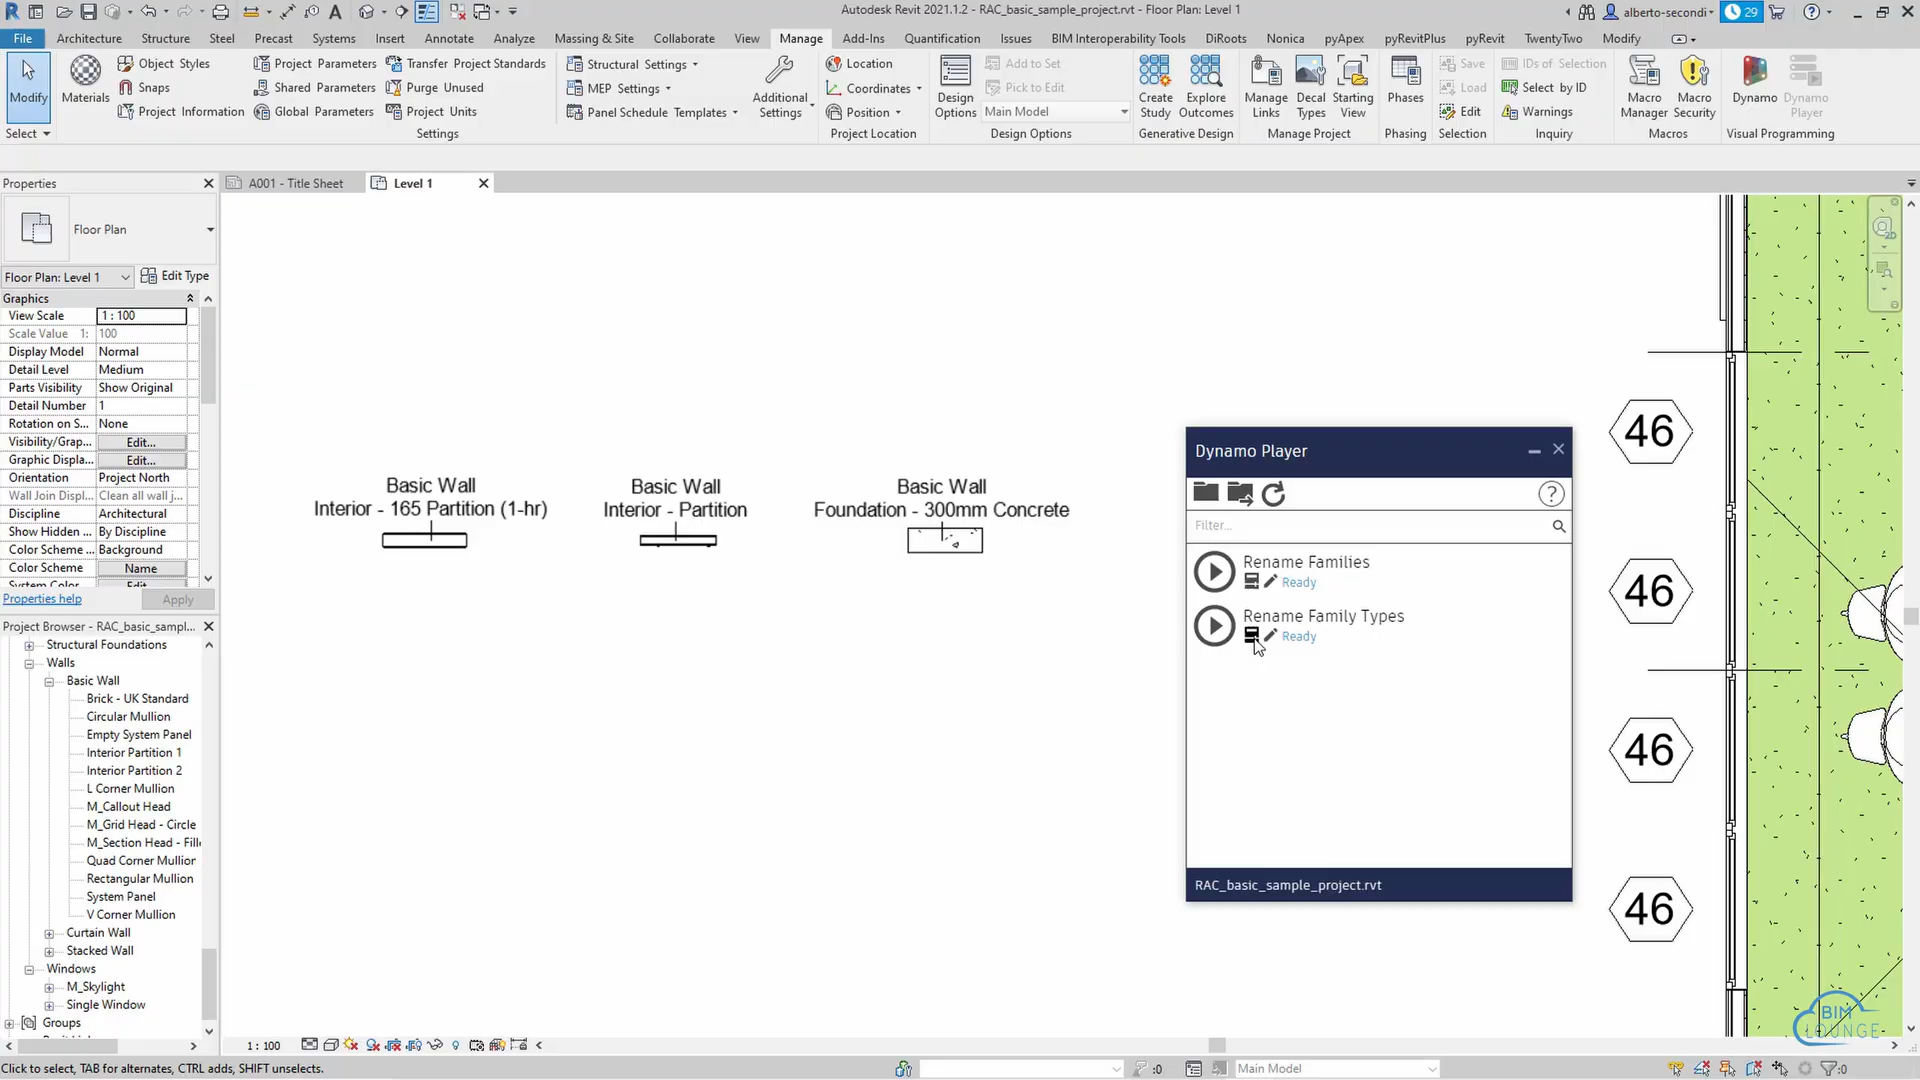 Autodesk Revit 2021.1.2 - RAC_basic_sample_project.rvt - Floor Plan: Level 1
alberto-secondi
29
File Architecture Structure Steel Precast Systems Insert Annotate Analyze Massing & Site Collaborate View Manage Add-Ins Quantification Issues BIM Interoperability Tools DiRoots Nonica pyApex pyRevitPlus pyRevit TwentyTwo Modify
Modify
Select
Materials
Object Styles
Snaps
Project Information
Project Parameters
Shared Parameters
Global Parameters
Transfer Project Standards
Purge Unused
Project Units
Settings
Structural Settings
MEP Settings
Panel Schedule Templates
Additional Settings
Location
Coordinates
Position
Project Location
Design Options
Add to Set
Pick to Edit
Main Model
Design Options
Create Study
Explore Outcomes
Generative Design
Manage Links
Decal Types
Starting View
Manage Project
Phases
Phasing
Save
Load
Edit
Selection
IDs of Selection
Select by ID
Warnings
Inquiry
Macro Manager
Macro Security
Macros
Dynamo
Dynamo Player
Visual Programming
Properties
A001 - Title Sheet
Level 1
Floor Plan
Floor Plan: Level 1
Edit Type
Graphics
View Scale 1 : 100
Scale Value 1: 100
Display Model Normal
Detail Level Medium
Parts Visibility Show Original
Detail Number 1
Rotation on S... None
Visibility/Grap... Edit...
Graphic Displa... Edit...
Orientation Project North
Wall Join Displ... Clean all wall j...
Discipline Architectural
Show Hidden ... By Discipline
Color Scheme ... Background
Color Scheme Name
System Color Edit
Properties help
Apply
Project Browser - RAC_basic_sampl...
Structural Foundations
Walls
Basic Wall
Brick - UK Standard
Circular Mullion
Empty System Panel
Interior Partition 1
Interior Partition 2
L Corner Mullion
M_Callout Head
M_Grid Head - Circle
M_Section Head - Fill
Quad Corner Mullion
Rectangular Mullion
System Panel
V Corner Mullion
Curtain Wall
Stacked Wall
Windows
M_Skylight
Single Window
Groups
Basic Wall
Interior - 165 Partition (1-hr)
Basic Wall
Interior - Partition
Basic Wall
Foundation - 300mm Concrete
Dynamo Player
Filter...
Rename Families
Ready
Rename Family Types
Ready
RAC_basic_sample_project.rvt
46
46
46
46
2D
BIM
LOUNGE
1 : 100
Click to select, TAB for alternates, CTRL adds, SHIFT unselects.
:0
Main Model
:0